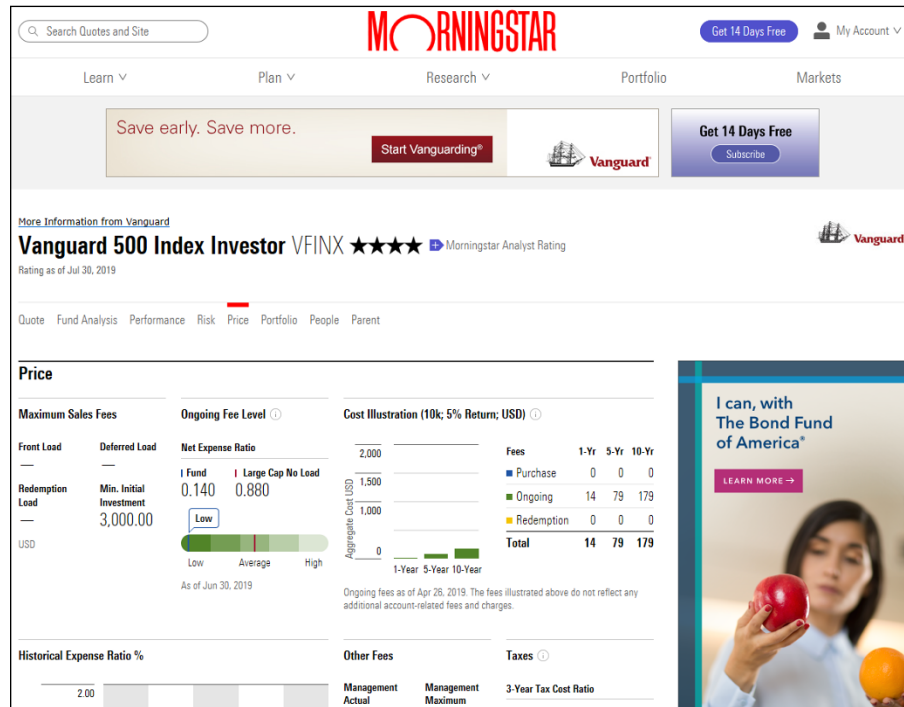 Search Quotes and Site
MORNINGSTAR
Get 14 Days Free
My Account
Learn
Plan
Research
Portfolio
Markets
Save early. Save more.
Start Vanguarding®
Vanguard®
Get 14 Days Free
Subscribe
More Information from Vanguard
Vanguard 500 Index Investor VFINX ★★★★ Morningstar Analyst Rating
Vanguard
Rating as of Jul 30, 2019
Quote Fund Analysis Performance Risk Price Portfolio People Parent
Price
Maximum Sales Fees
Front Load Deferred Load
— —
Redemption Load
Min. Initial Investment
— 3,000.00
USD
Ongoing Fee Level
Net Expense Ratio
Fund Large Cap No Load
0.140 0.880
Low
Low Average High
As of Jun 30, 2019
Cost Illustration (10k; 5% Return; USD)
Aggregate Cost USD
2,000
1,500
1,000
0
1-Year 5-Year 10-Year
Fees 1-Yr 5-Yr 10-Yr
Purchase 0 0 0
Ongoing 14 79 179
Redemption 0 0 0
Total 14 79 179
Ongoing fees as of Apr 26, 2019. The fees illustrated above do not reflect any
additional account-related fees and charges.
I can, with
The Bond Fund
of America®
LEARN MORE →
Historical Expense Ratio %
2.00
Other Fees
Management Actual
Management Maximum
Taxes
3-Year Tax Cost Ratio